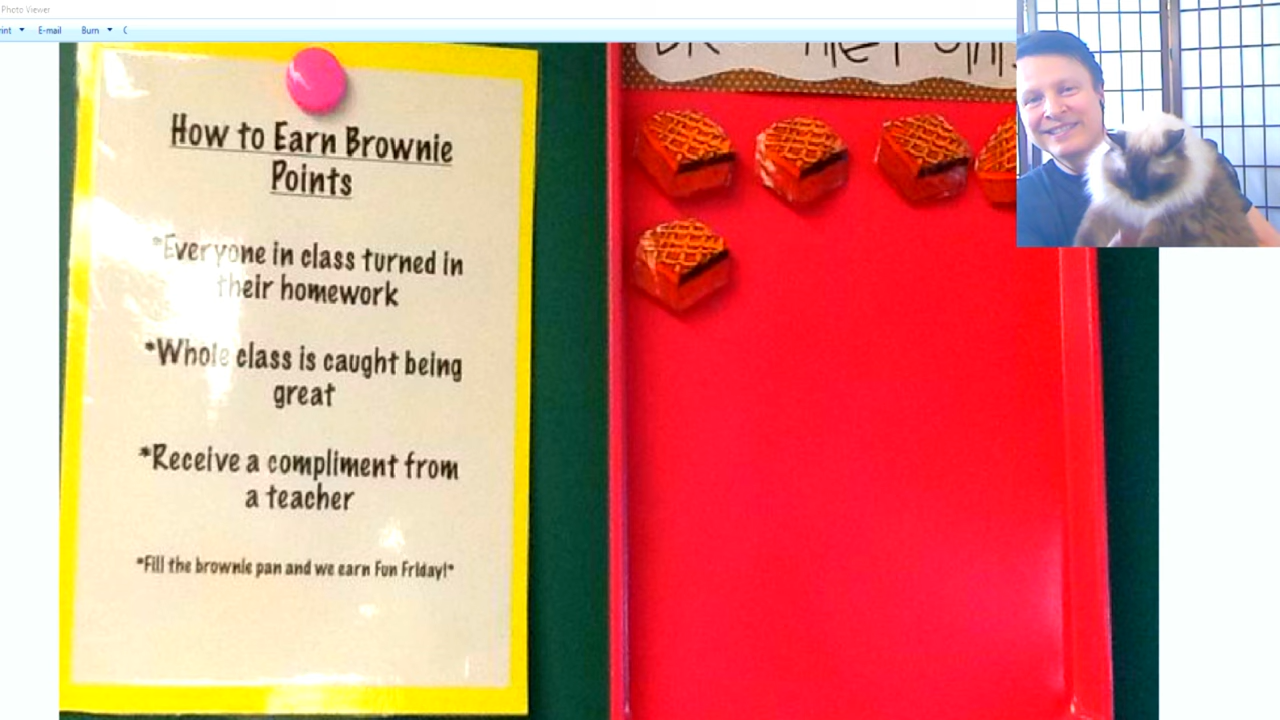 Photo Viewer
E-mail Burn
How to Earn Brownie
Points
*Everyone in class turned in
their homework
*Whole class is caught being
great
*Receive a compliment from
a teacher
*Fill the brownie pan and we earn Fun Friday!*